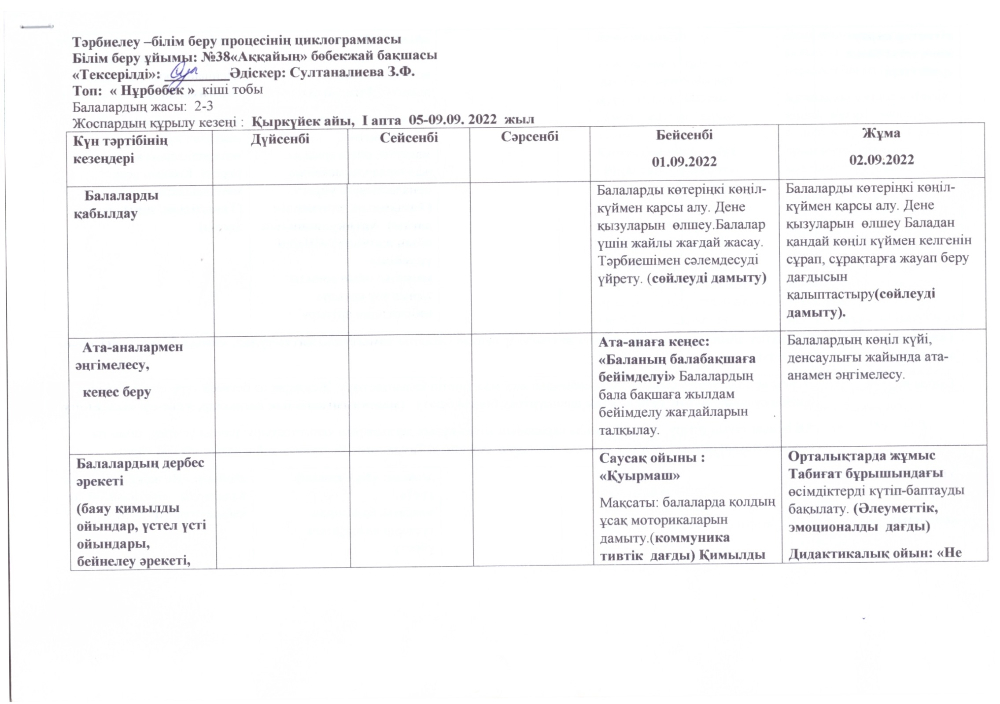 Тәрбиелеу –білім беру процесінің циклограммасы
Білім беру ұйымы: №38«Аққайың» бөбекжай бақшасы
«Тексерілді»: __________Әдіскер: Султаналиева З.Ф.
Топ: « Нұрбөбек » кіші тобы
Балалардың жасы: 2-3
Жоспардың құрылу кезеңі : Қыркүйек айы, І апта 05-09.09. 2022 жыл
Күн тәртібінің
кезеңдері
Дүйсенбі
Сейсенбі
Сәрсенбі
Бейсенбі
01.09.2022
Жұма
02.09.2022
Балаларды
қабылдау
Балаларды көтеріңкі көңіл-
күймен қарсы алу. Дене
қызуларын өлшеу.Балалар
үшін жайлы жағдай жасау.
Тәрбиешімен сәлемдесуді
үйрету. (сөйлеуді дамыту)
Балаларды көтеріңкі көңіл-
күймен қарсы алу. Дене
қызуларын өлшеу Баладан
қандай көңіл күймен келгенін
сұрап, сұрақтарға жауап беру
дағдысын
қалыптастыру(сөйлеуді
дамыту).
Ата-аналармен
әңгімелесу,
кеңес беру
Ата-анаға кеңес:
«Баланың балабақшаға
бейімделуі» Балалардың
бала бақшаға жылдам
бейімделу жағдайларын
талқылау.
Балалардың көңіл күйі,
денсаулығы жайында ата-
анамен әңгімелесу.
Балалардың дербес
әрекеті
(баяу қимылды
ойындар, үстел үсті
ойындары,
бейнелеу әрекеті,
Саусақ ойыны :
«Қуырмаш»
Мақсаты: балаларда қолдың
ұсақ моторикаларын
дамыту.(коммуника
тивтік дағды) Қимылды
Орталықтарда жұмыс
Табиғат бұрышындағы
өсімдіктерді күтіп-баптауды
бақылату. (Әлеуметтік,
эмоционалды дағды)
Дидактикалық ойын: «Не